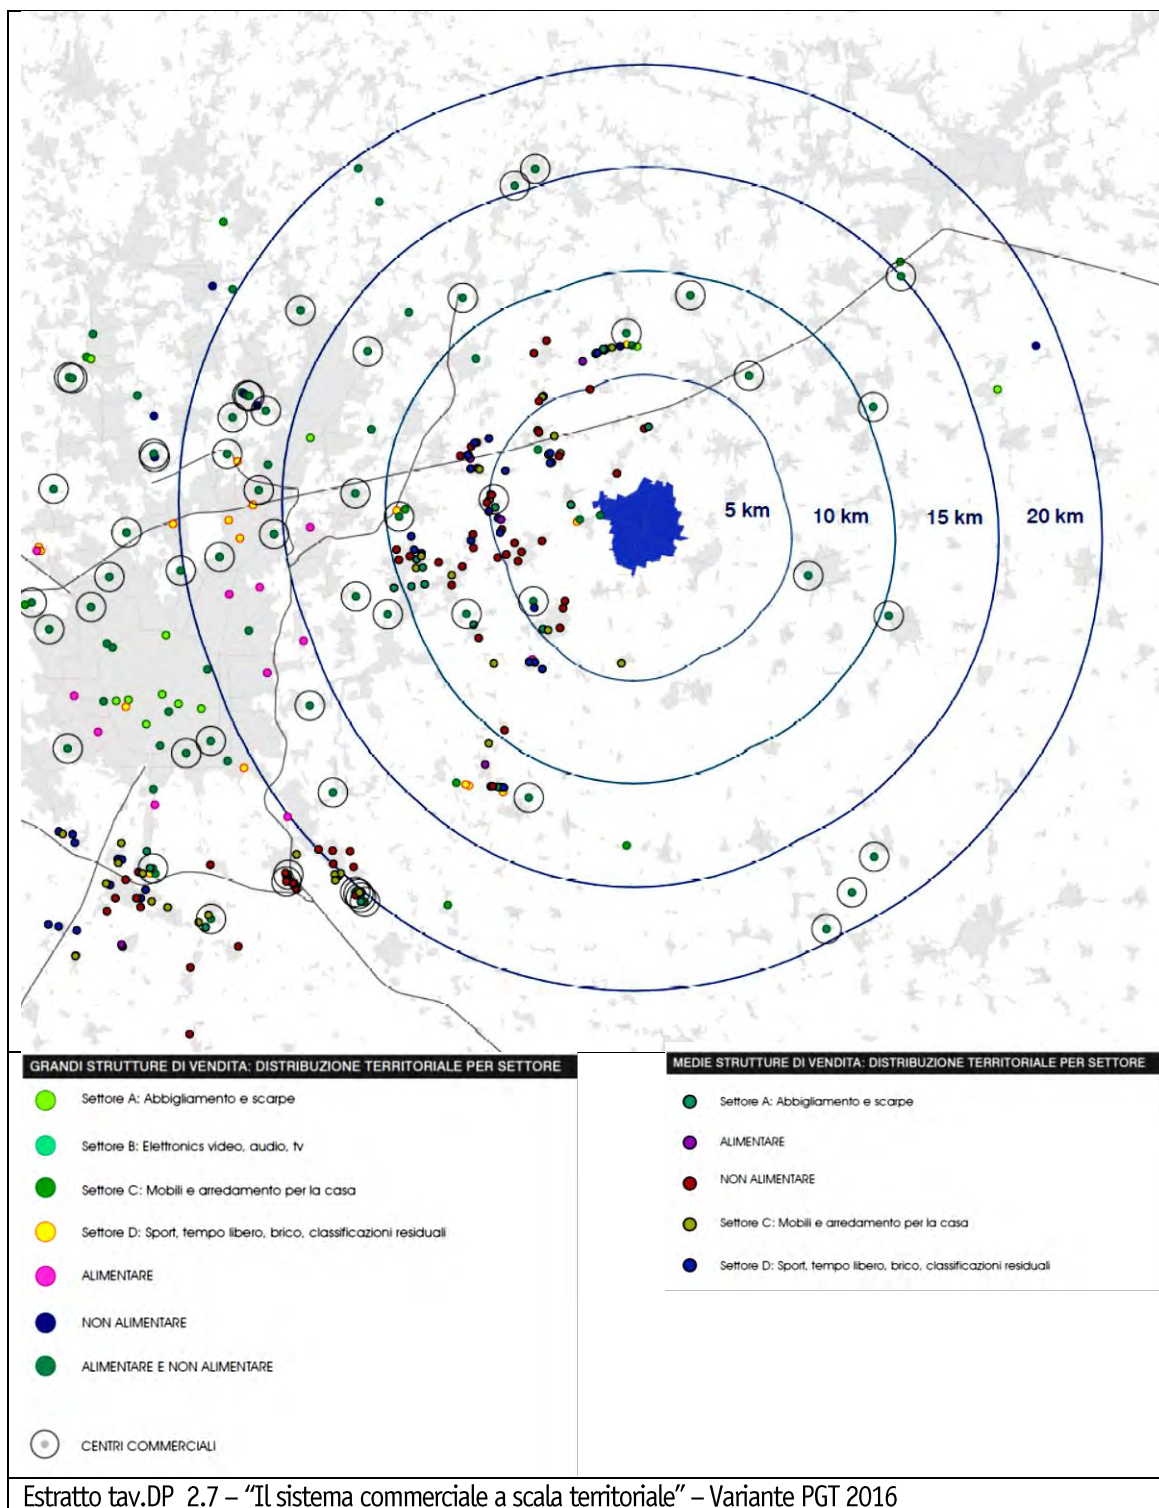 5 km
10 km
15 km
20 km
GRANDI STRUTTURE DI VENDITA: DISTRIBUZIONE TERRITORIALE PER SETTORE
Settore A: Abbigliamento e scarpe
Settore B: Elettronics video, audio, tv
Settore C: Mobili e arredamento per la casa
Settore D: Sport, tempo libero, brico, classificazioni residuali
ALIMENTARE
NON ALIMENTARE
ALIMENTARE E NON ALIMENTARE
CENTRI COMMERCIALI
MEDIE STRUTTURE DI VENDITA: DISTRIBUZIONE TERRITORIALE PER SETTORE
Settore A: Abbigliamento e scarpe
ALIMENTARE
NON ALIMENTARE
Settore C: Mobili e arredamento per la casa
Settore D: Sport, tempo libero, brico, classificazioni residuali
Estratto tav.DP 2.7 – “Il sistema commerciale a scala territoriale” – Variante PGT 2016